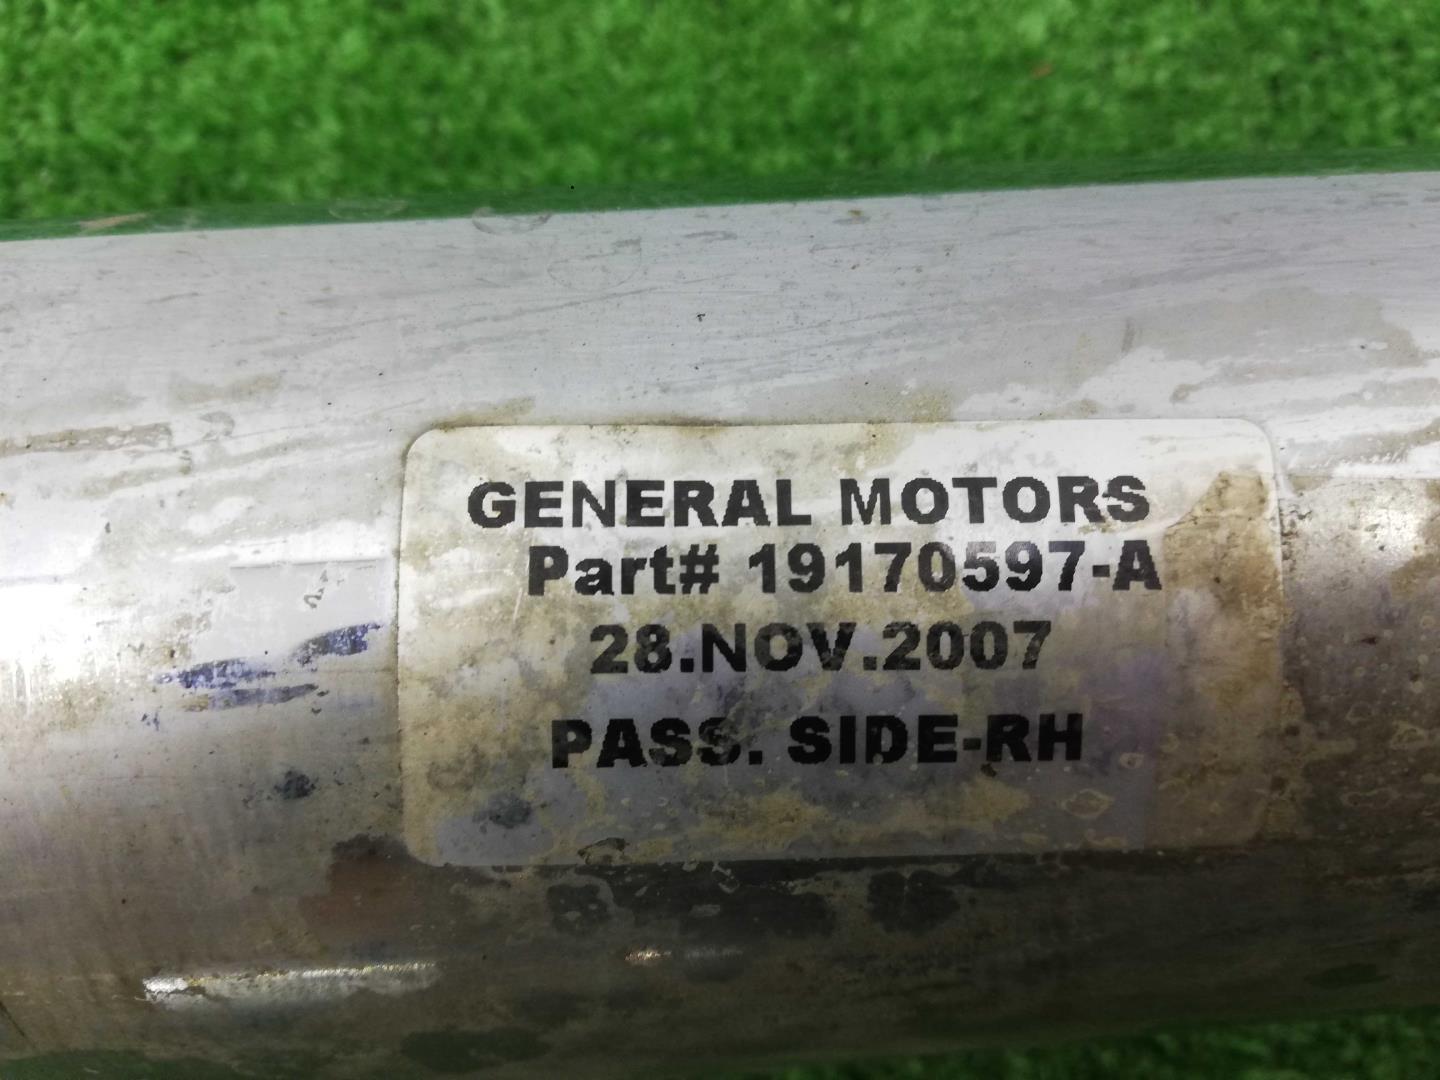 GENERAL MOTORS
Part# 19170597-A
28.NOV.2007
PASS. SIDE-RH